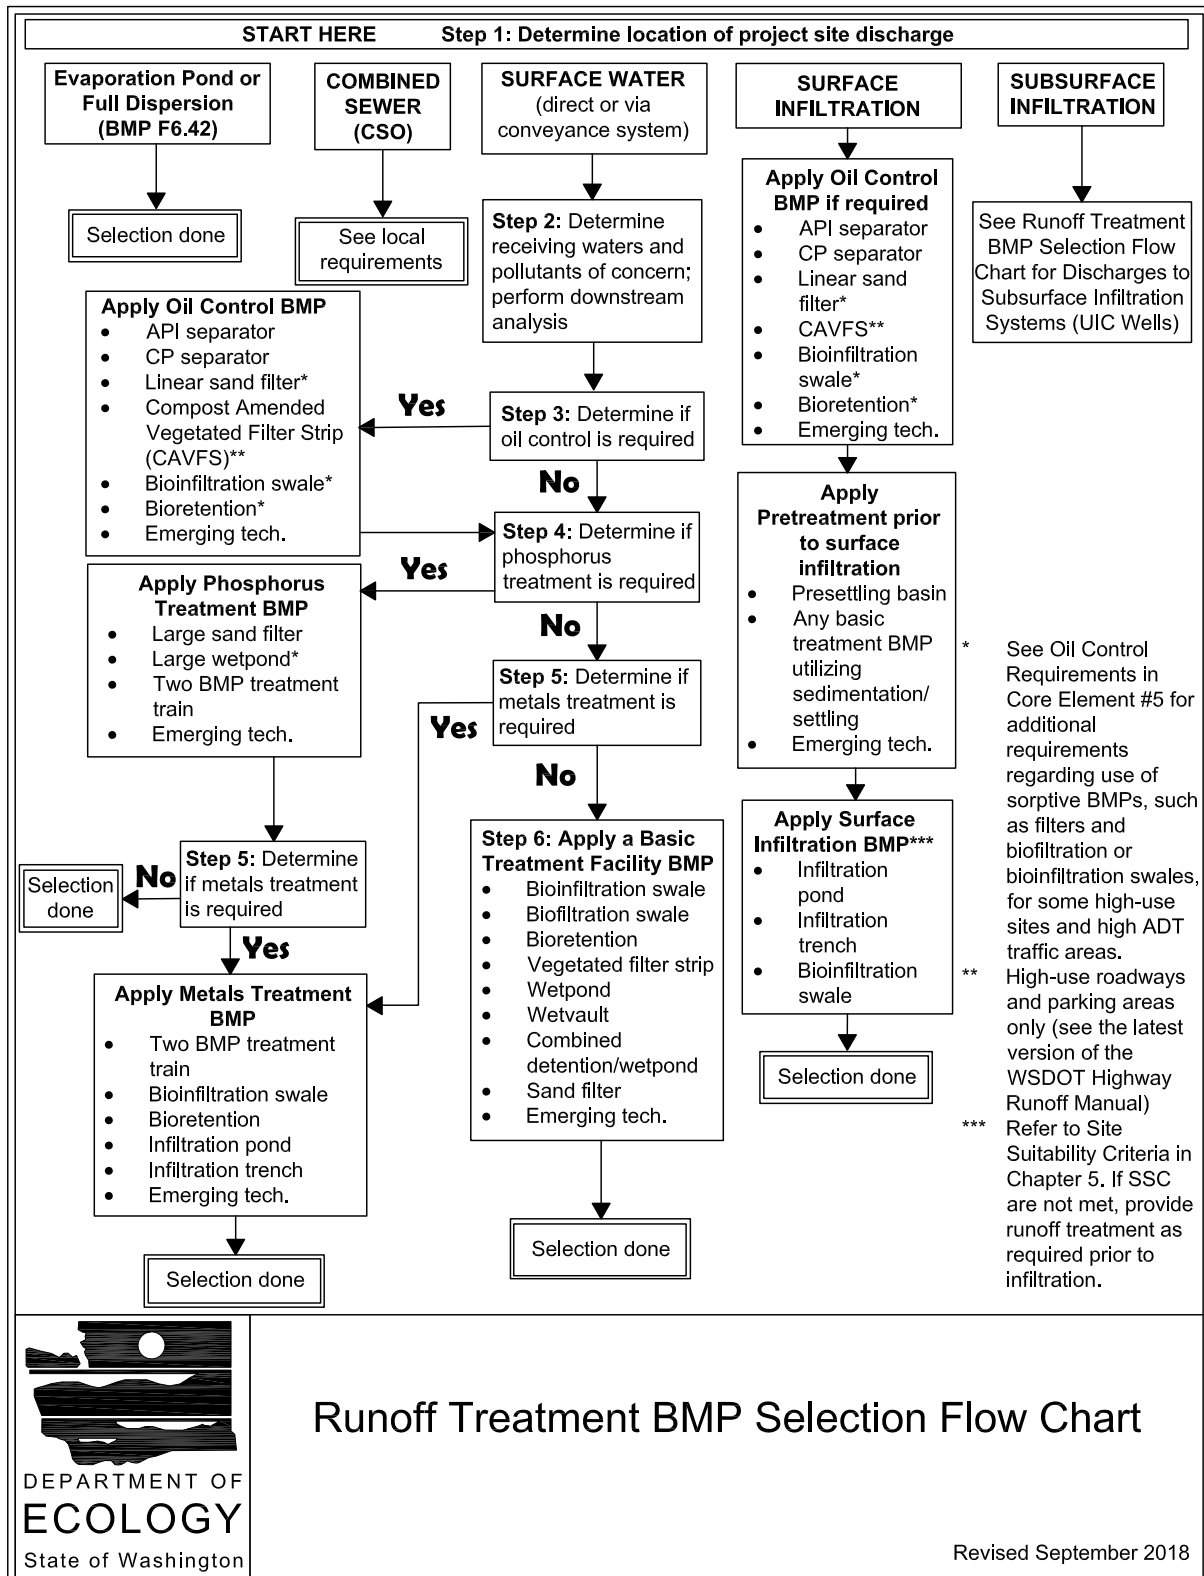 START HERE Step 1: Determine location of project site discharge
Evaporation Pond or
Full Dispersion
(BMP F6.42)
COMBINED
SEWER
(CSO)
SURFACE WATER
(direct or via
conveyance system)
SURFACE
INFILTRATION
SUBSURFACE
INFILTRATION
Selection done
See local
requirements
Step 2: Determine
receiving waters and
pollutants of concern;
perform downstream
analysis
Apply Oil Control
BMP if required
• API separator
• CP separator
• Linear sand
filter*
• CAVFS**
• Bioinfiltration
swale*
• Bioretention*
• Emerging tech.
See Runoff Treatment
BMP Selection Flow
Chart for Discharges to
Subsurface Infiltration
Systems (UIC Wells)
Apply Oil Control BMP
• API separator
• CP separator
• Linear sand filter*
• Compost Amended
Vegetated Filter Strip
(CAVFS)**
• Bioinfiltration swale*
• Bioretention*
• Emerging tech.
Yes
Step 3: Determine if
oil control is required
No
Step 4: Determine if
phosphorus
treatment is required
Yes
Apply Phosphorus
Treatment BMP
• Large sand filter
• Large wetpond*
• Two BMP treatment
train
• Emerging tech.
No
Step 5: Determine if
metals treatment is
required
Yes
No
Apply
Pretreatment prior
to surface
infiltration
• Presettling basin
• Any basic
treatment BMP
utilizing
sedimentation/
settling
• Emerging tech.
Step 5: Determine
if metals treatment
is required
No
Selection
done
Yes
Apply Metals Treatment
BMP
• Two BMP treatment
train
• Bioinfiltration swale
• Bioretention
• Infiltration pond
• Infiltration trench
• Emerging tech.
Selection done
Step 6: Apply a Basic
Treatment Facility BMP
• Bioinfiltration swale
• Biofiltration swale
• Bioretention
• Vegetated filter strip
• Wetpond
• Wetvault
• Combined
detention/wetpond
• Sand filter
• Emerging tech.
Selection done
Apply Surface
Infiltration BMP***
• Infiltration
pond
• Infiltration
trench
• Bioinfiltration
swale
Selection done
* See Oil Control
Requirements in
Core Element #5 for
additional
requirements
regarding use of
sorptive BMPs, such
as filters and
biofiltration or
bioinfiltration swales,
for some high-use
sites and high ADT
traffic areas.
** High-use roadways
and parking areas
only (see the latest
version of the
WSDOT Highway
Runoff Manual)
*** Refer to Site
Suitability Criteria in
Chapter 5. If SSC
are not met, provide
runoff treatment as
required prior to
infiltration.
DEPARTMENT OF
ECOLOGY
State of Washington
Runoff Treatment BMP Selection Flow Chart
Revised September 2018